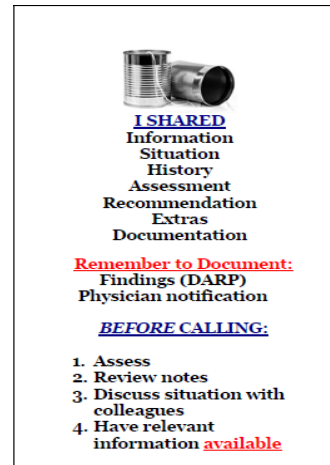 I SHARED
Information
Situation
History
Assessment
Recommendation
Extras
Documentation
Remember to Document:
Findings (DARP)
Physician notification
BEFORE CALLING:
1. Assess
2. Review notes
3. Discuss situation with
colleagues
4. Have relevant
information available